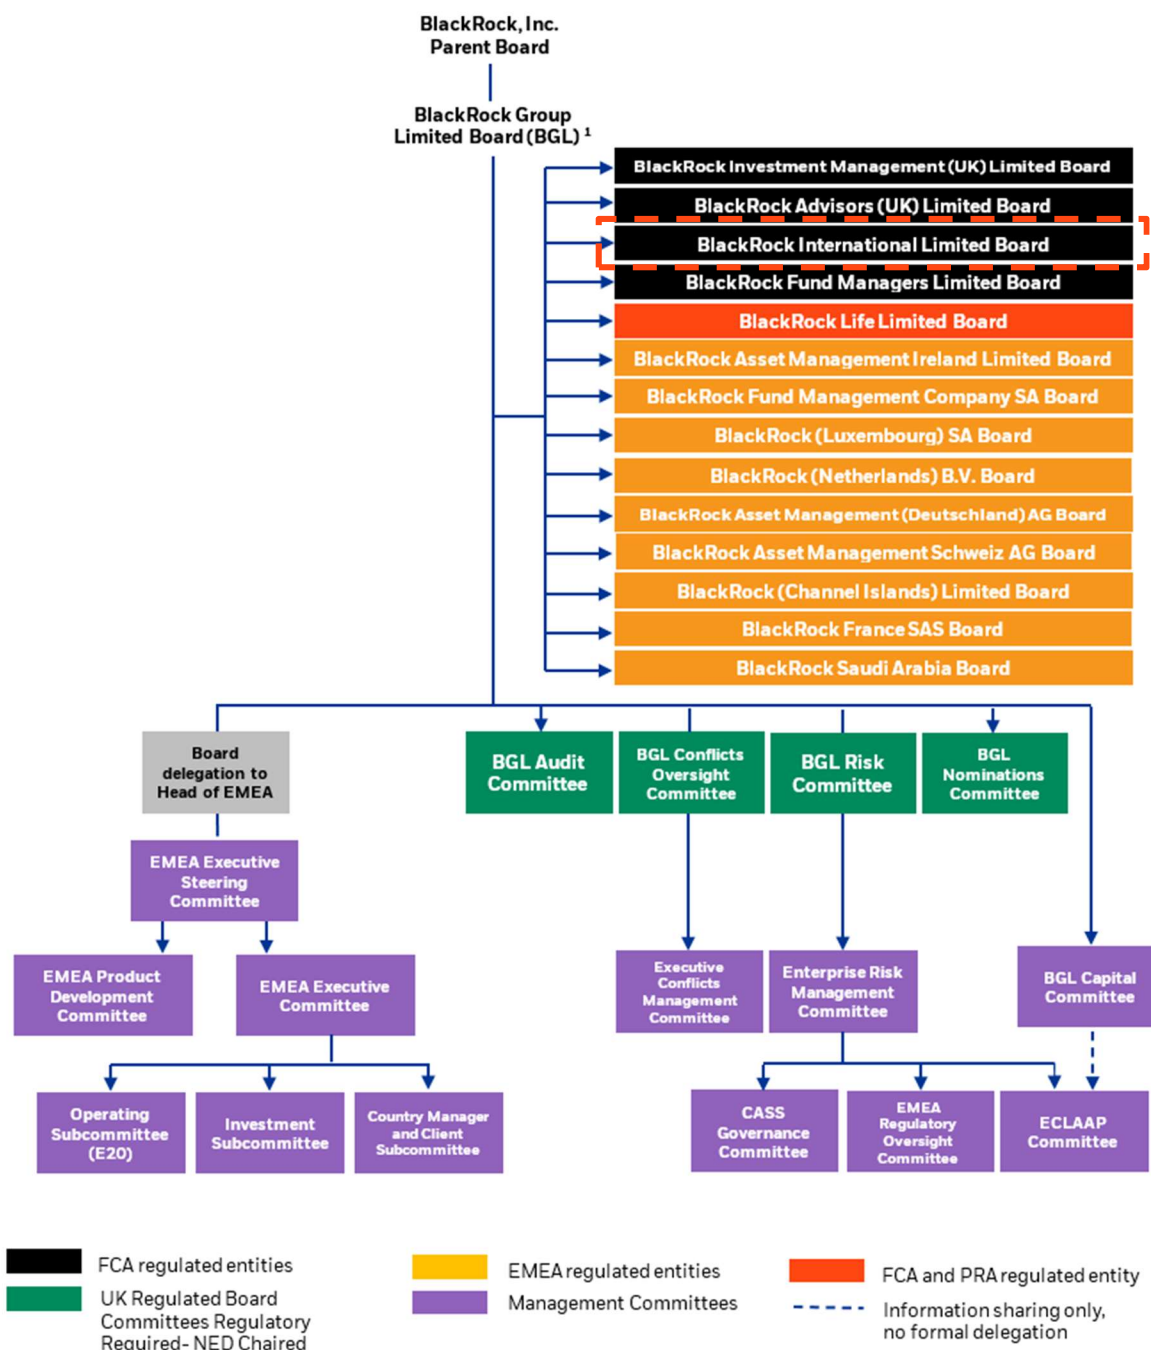 BlackRock, Inc.
Parent Board
BlackRock Group
Limited Board (BGL) 1
BlackRock Investment Management (UK) Limited Board
BlackRock Advisors (UK) Limited Board
BlackRock International Limited Board
BlackRock Fund Managers Limited Board
BlackRock Life Limited Board
BlackRock Asset Management Ireland Limited Board
BlackRock Fund Management Company SA Board
BlackRock (Luxembourg) SA Board
BlackRock (Netherlands) B.V. Board
BlackRock Asset Management (Deutschland) AG Board
BlackRock Asset Management Schweiz AG Board
BlackRock (Channel Islands) Limited Board
BlackRock France SAS Board
BlackRock Saudi Arabia Board
Board
delegation to
Head of EMEA
BGL Audit
Committee
BGL Conflicts
Oversight
Committee
BGL Risk
Committee
BGL
Nominations
Committee
EMEA Executive
Steering
Committee
EMEA Product
Development
Committee
EMEA Executive
Committee
Executive
Conflicts
Management
Committee
Enterprise Risk
Management
Committee
BGL Capital
Committee
Operating
Subcommittee
(E20)
Investment
Subcommittee
Country Manager
and Client
Subcommittee
CASS
Governance
Committee
EMEA
Regulatory
Oversight
Committee
ECLAAP
Committee
FCA regulated entities
UK Regulated Board
Committees Regulatory
Required- NED Chaired
EMEA regulated entities
Management Committees
FCA and PRA regulated entity
Information sharing only,
no formal delegation